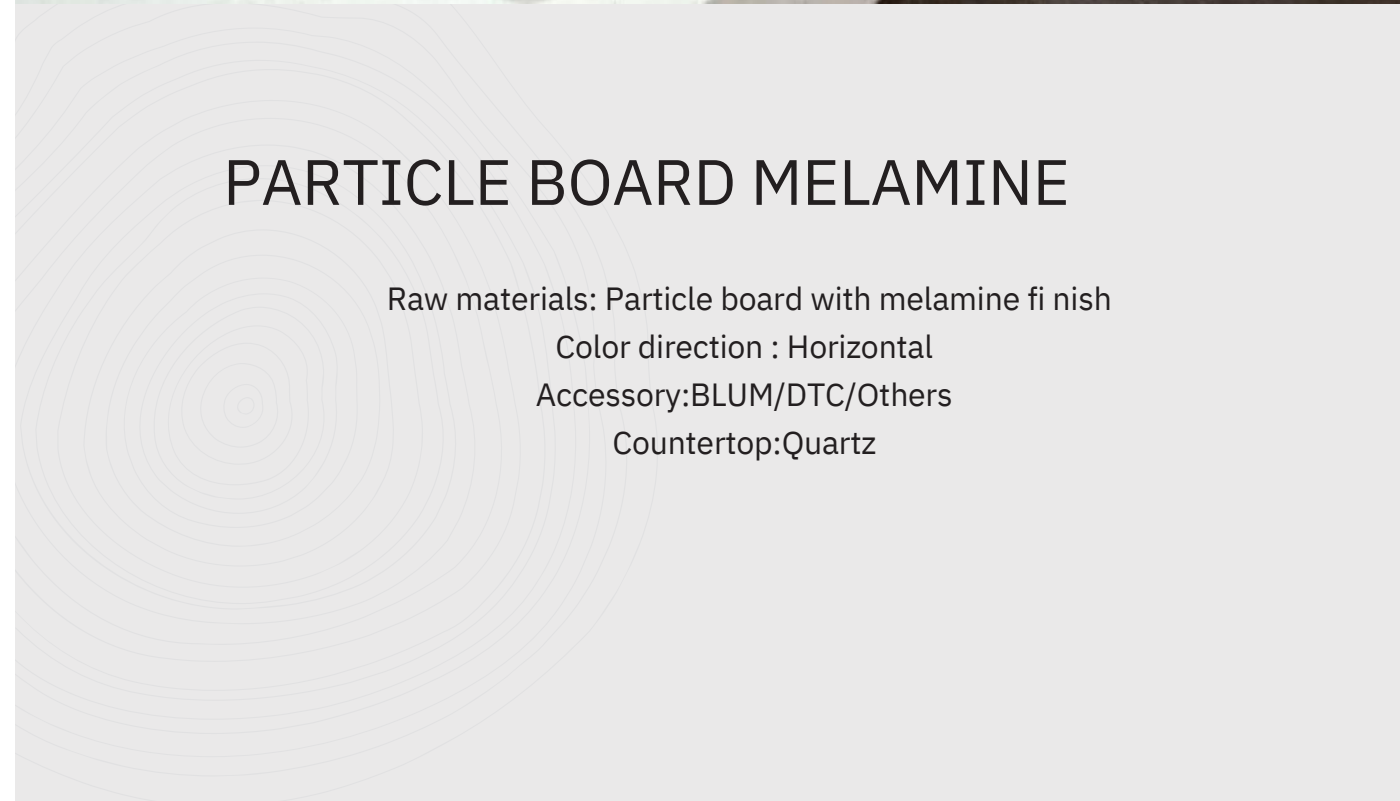 PARTICLE BOARD MELAMINE
Raw materials: Particle board with melamine fi nish
Color direction : Horizontal
Accessory:BLUM/DTC/Others
Countertop:Quartz